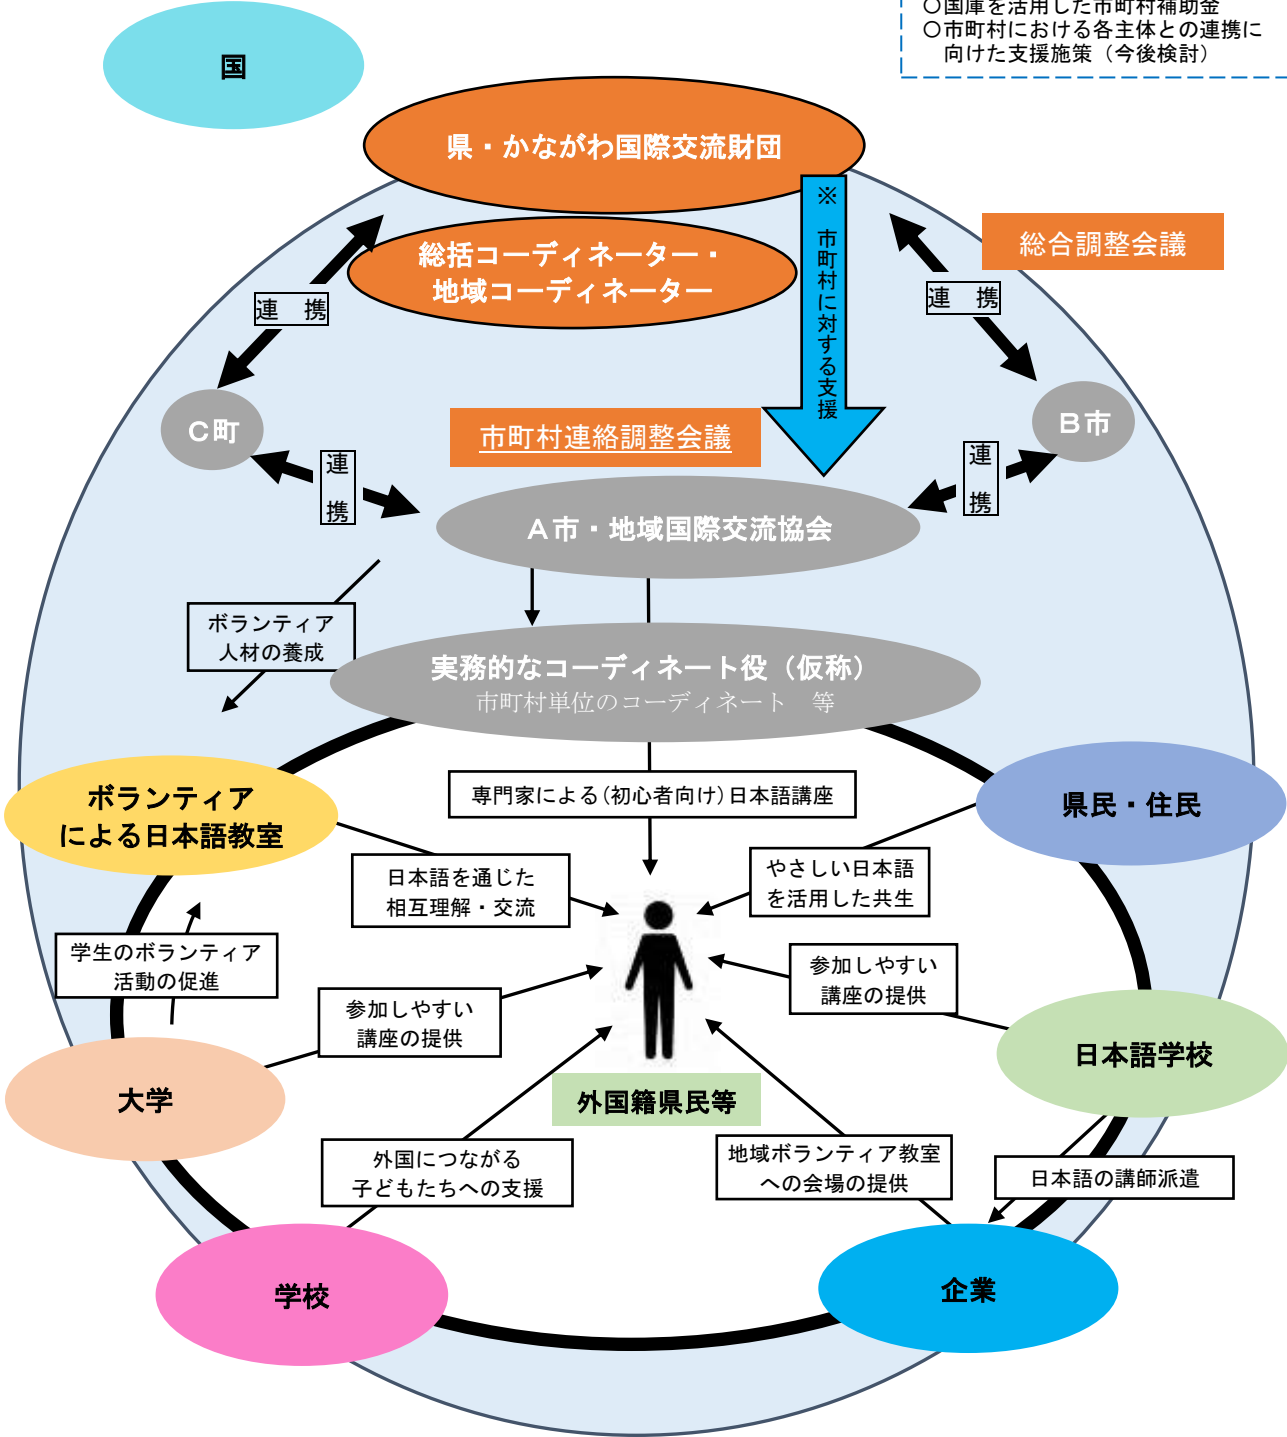 〇国庫を活用した市町村補助金
〇市町村における各主体との連携に
向けた支援施策（今後検討）
国
県・かながわ国際交流財団
総括コーディネーター・
地域コーディネーター
※　市町村に対する支援
総合調整会議
連　携
連　携
Ｃ町
Ｂ市
市町村連絡調整会議
連　携
連　携
Ａ市・地域国際交流協会
ボランティア
人材の養成
実務的なコーディネート役（仮称）
市町村単位のコーディネート　等
ボランティア
による日本語教室
専門家による(初心者向け)日本語講座
県民・住民
日本語を通じた
相互理解・交流
やさしい日本語
を活用した共生
学生のボランティア
活動の促進
参加しやすい
講座の提供
参加しやすい
講座の提供
日本語学校
大学
外国籍県民等
外国につながる
子どもたちへの支援
地域ボランティア教室
への会場の提供
日本語の講師派遣
学校
企業